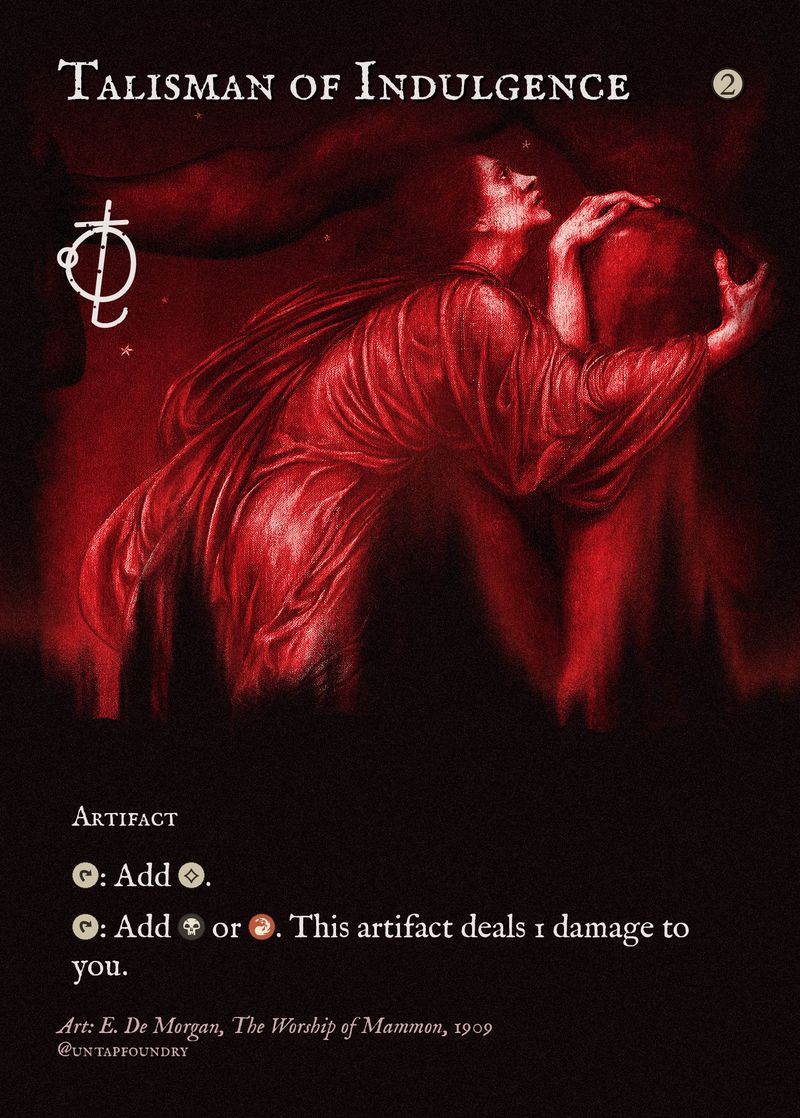 Talisman of Indulgence 2
Artifact
: Add .
: Add or . This artifact deals 1 damage to
you.
Art: E. De Morgan, The Worship of Mammon, 1909
@untapfoundry